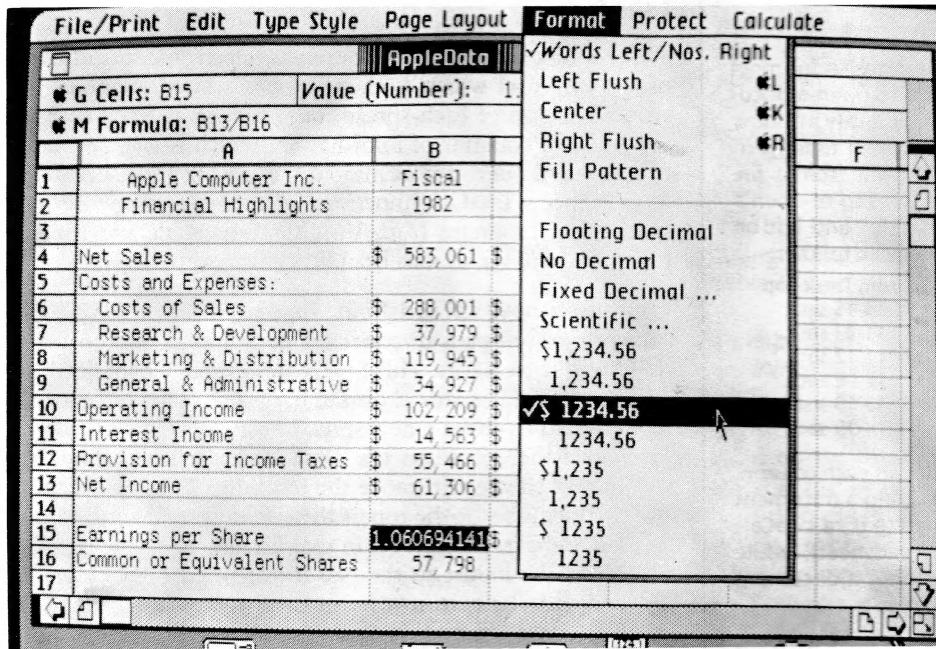 File/Print Edit Type Style Page Layout Format Protect Calculate
AppleData
G Cells: B15 Value (Number): 1.
M Formula: B13/B16
✓Words Left/Nos. Right
Left Flush L
Center K
Right Flush R
Fill Pattern
Floating Decimal
No Decimal
Fixed Decimal ...
Scientific ...
$1,234.56
1,234.56
✓$ 1234.56
1234.56
$1,235
1,235
$ 1235
1235
A B F
1 Apple Computer Inc. Fiscal
2 Financial Highlights 1982
3
4 Net Sales $ 583,061 $
5 Costs and Expenses:
6 Costs of Sales $ 288,001 $
7 Research & Development $ 37,979 $
8 Marketing & Distribution $ 119,945 $
9 General & Administrative $ 34,927 $
10 Operating Income $ 102,209 $
11 Interest Income $ 14,563 $
12 Provision for Income Taxes $ 55,466 $
13 Net Income $ 61,306 $
14
15 Earnings per Share 1.060694141 $
16 Common or Equivalent Shares 57,798
17